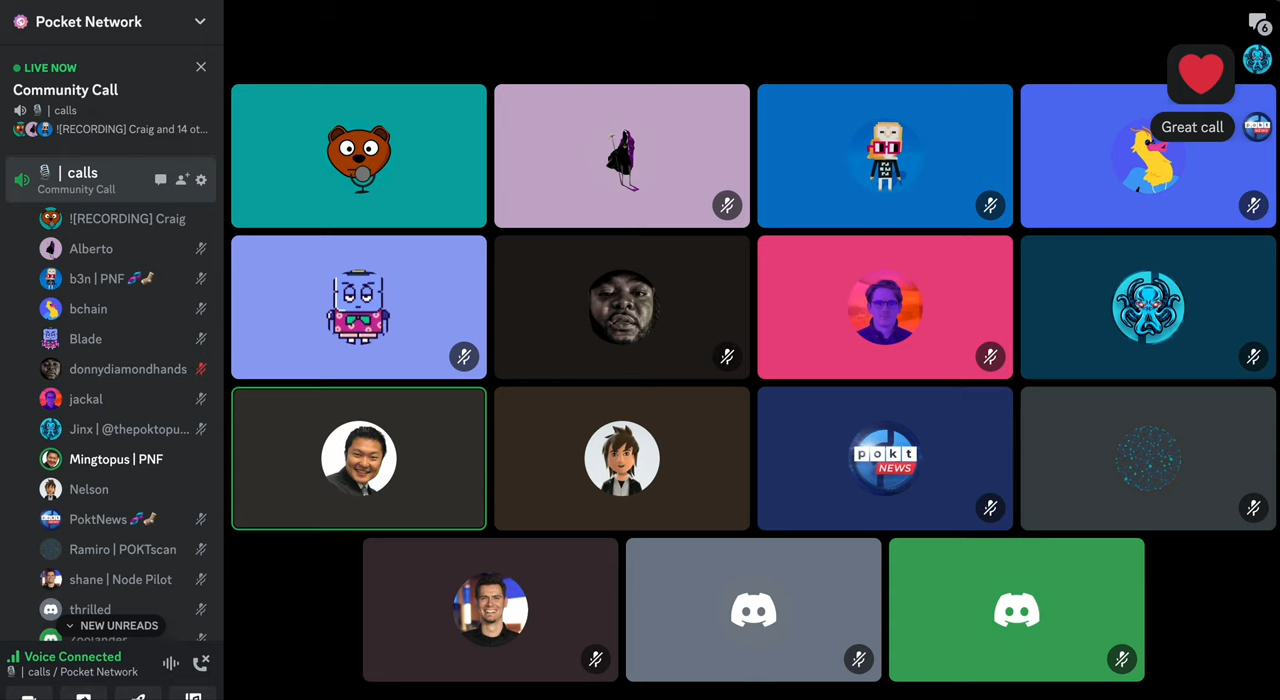 Pocket Network
6
LIVE NOW
Community Call
| calls
![RECORDING] Craig and 14 ot...
Great call
| calls
Community Call
![RECORDING] Craig
Alberto
b3n | PNF
bchain
Blade
donnydiamondhands
jackal
Jinx | @thepoktopu...
Mingtopus | PNF
Nelson
PoktNews
Ramiro | POKTscan
shane | Node Pilot
thrilled
NEW UNREADS
Zoolander
Voice Connected
| calls / Pocket Network
pokt
NEWS